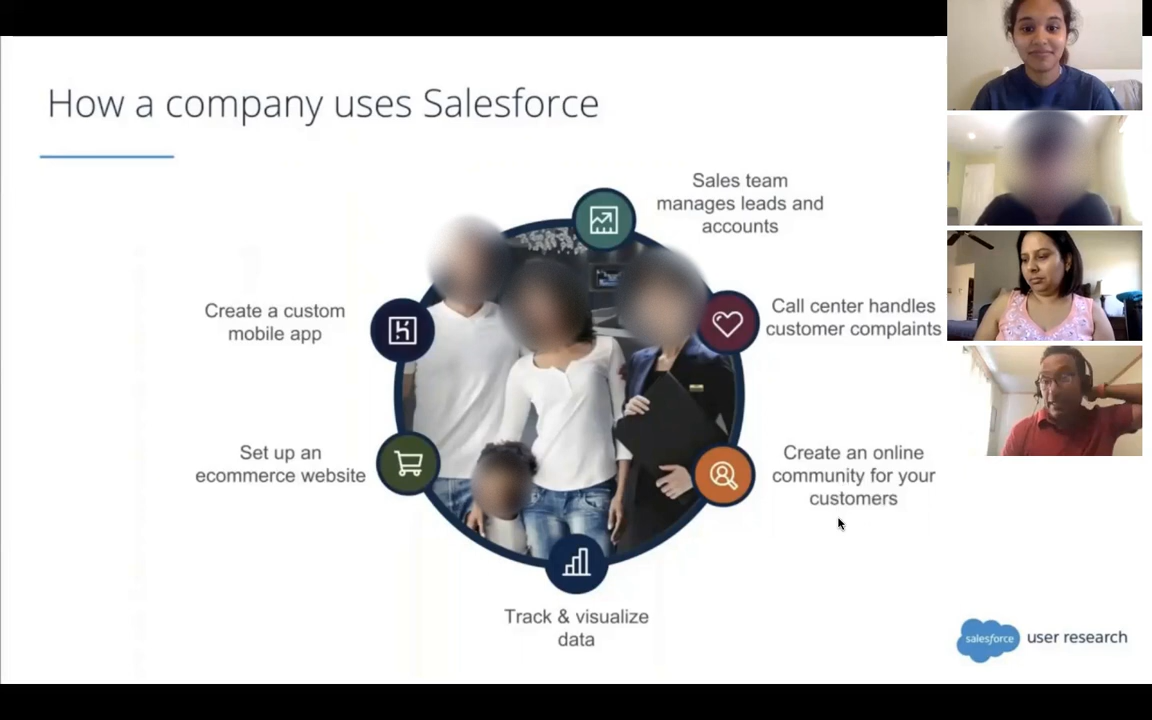 How a company uses Salesforce
Sales team
manages leads and
accounts
Create a custom
mobile app
Call center handles
customer complaints
Set up an
ecommerce website
Create an online
community for your
customers
Track & visualize
data
salesforce user research